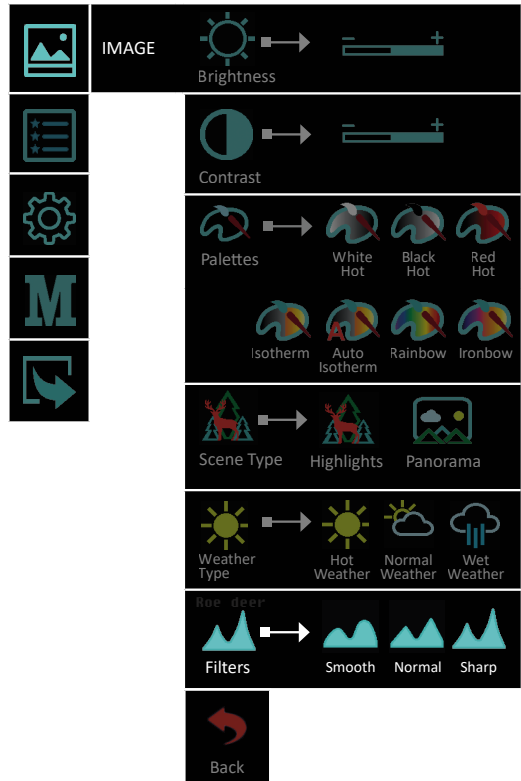 IMAGE
Brightness
− +
Contrast
− +
Palettes
White Hot
Black Hot
Red Hot
Isotherm
A
Auto Isotherm
Rainbow
Ironbow
M
Scene Type
Highlights
Panorama
Weather Type
Hot Weather
Normal Weather
Wet Weather
Roe deer
Filters
Smooth
Normal
Sharp
Back